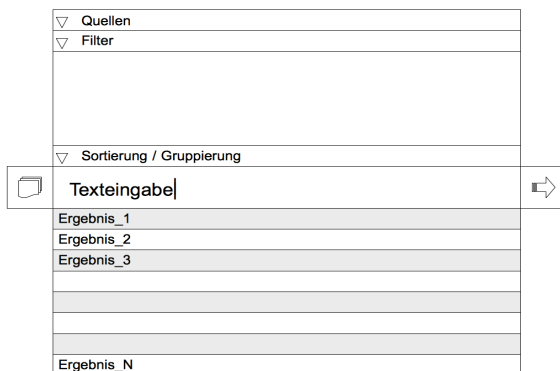 Quellen
Filter
Sortierung / Gruppierung
Texteingabe
Ergebnis_1
Ergebnis_2
Ergebnis_3
Ergebnis_N